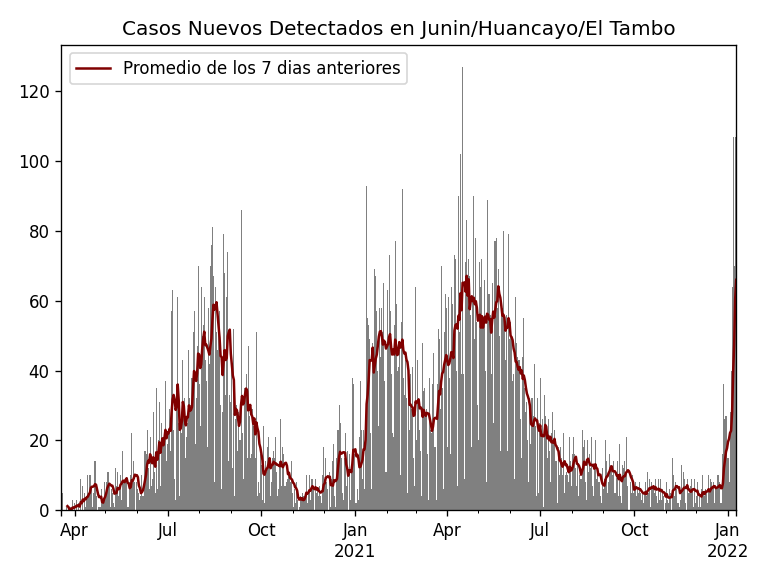 Casos Nuevos Detectados en Junin/Huancayo/El Tambo
Promedio de los 7 dias anteriores
120
100
80
60
40
20
0
Apr Jul Oct Jan Apr Jul Oct Jan
2021 2022